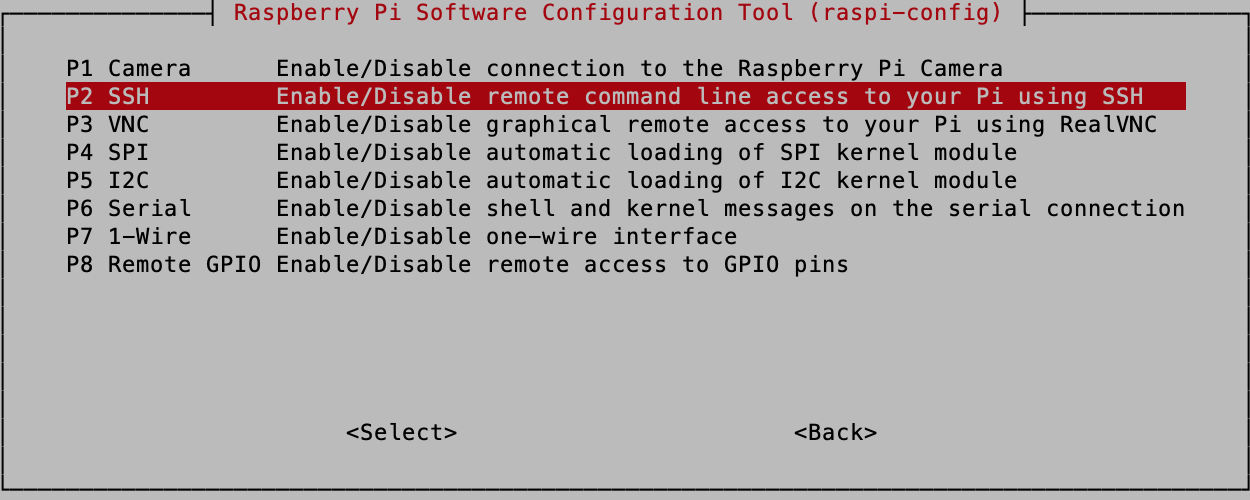 Raspberry Pi Software Configuration Tool (raspi-config)
P1 Camera Enable/Disable connection to the Raspberry Pi Camera
P2 SSH Enable/Disable remote command line access to your Pi using SSH
P3 VNC Enable/Disable graphical remote access to your Pi using RealVNC
P4 SPI Enable/Disable automatic loading of SPI kernel module
P5 I2C Enable/Disable automatic loading of I2C kernel module
P6 Serial Enable/Disable shell and kernel messages on the serial connection
P7 1-Wire Enable/Disable one-wire interface
P8 Remote GPIO Enable/Disable remote access to GPIO pins
<Select> <Back>